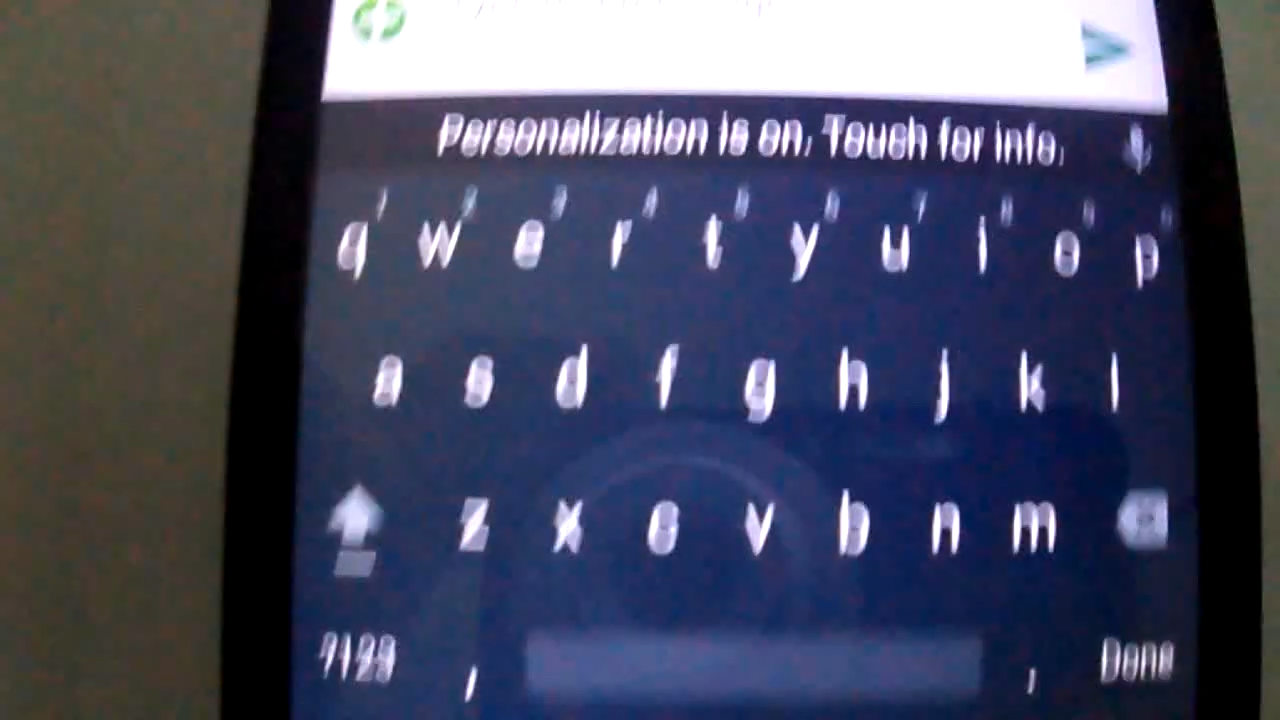 Personalization is on. Touch for info.
q w e r t y u i o p
a s d f g h j k l
z x c v b n m
?123 , . Done